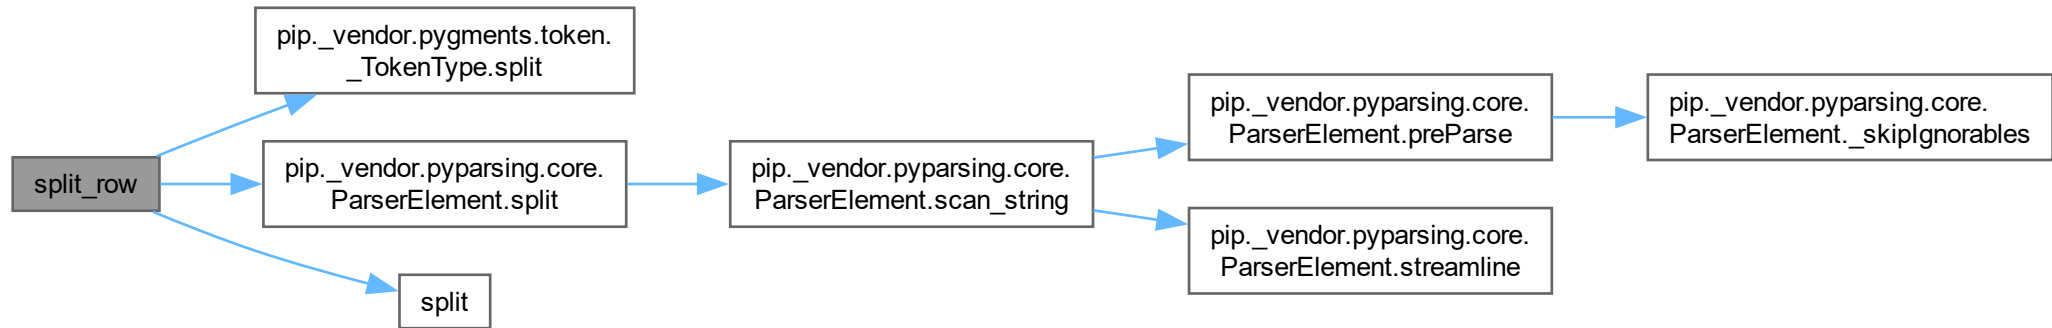 split_row
pip._vendor.pygments.token.
_TokenType.split
pip._vendor.pyparsing.core.
ParserElement.split
split
pip._vendor.pyparsing.core.
ParserElement.scan_string
pip._vendor.pyparsing.core.
ParserElement.preParse
pip._vendor.pyparsing.core.
ParserElement.streamline
pip._vendor.pyparsing.core.
ParserElement._skipIgnorables